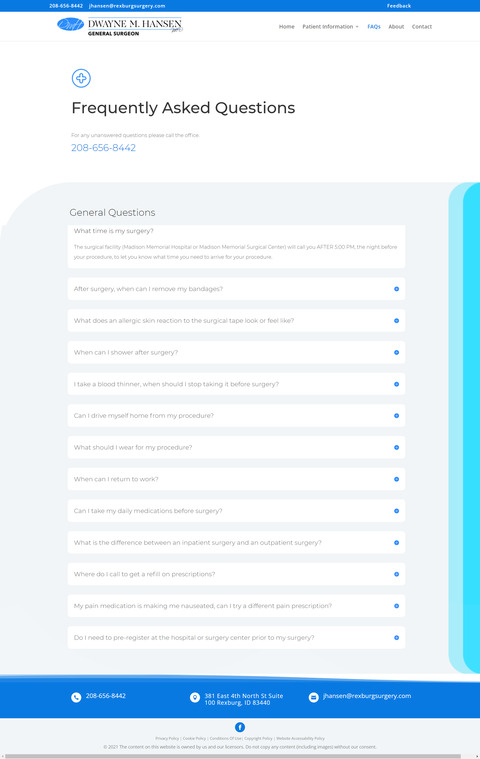 208-656-8442 jhansen@rexburgsurgery.com Feedback
DWAYNE M. HANSEN
GENERAL SURGEON
Home Patient Information FAQs About Contact
Frequently Asked Questions
For any unanswered questions please call the office.
208-656-8442
General Questions
What time is my surgery?
The surgical facility (Madison Memorial Hospital or Madison Memorial Surgical Center) will call you AFTER 5:00 PM, the night before
your procedure, to let you know what time you need to arrive for your procedure.
After surgery, when can I remove my bandages?
What does an allergic skin reaction to the surgical tape look or feel like?
When can I shower after surgery?
I take a blood thinner, when should I stop taking it before surgery?
Can I drive myself home from my procedure?
What should I wear for my procedure?
When can I return to work?
Can I take my daily medications before surgery?
What is the difference between an inpatient surgery and an outpatient surgery?
Where do I call to get a refill on prescriptions?
My pain medication is making me nauseated, can I try a different pain prescription?
Do I need to pre-register at the hospital or surgery center prior to my surgery?
208-656-8442 381 East 4th North St Suite jhansen@rexburgsurgery.com
100 Rexburg, ID 83440
Privacy Policy | Cookie Policy | Conditions Of Use | Copyright Policy | Website Accessibility Policy
© 2021 The content on this website is owned by us and our licensors. Do not copy any content (including images) without our consent.